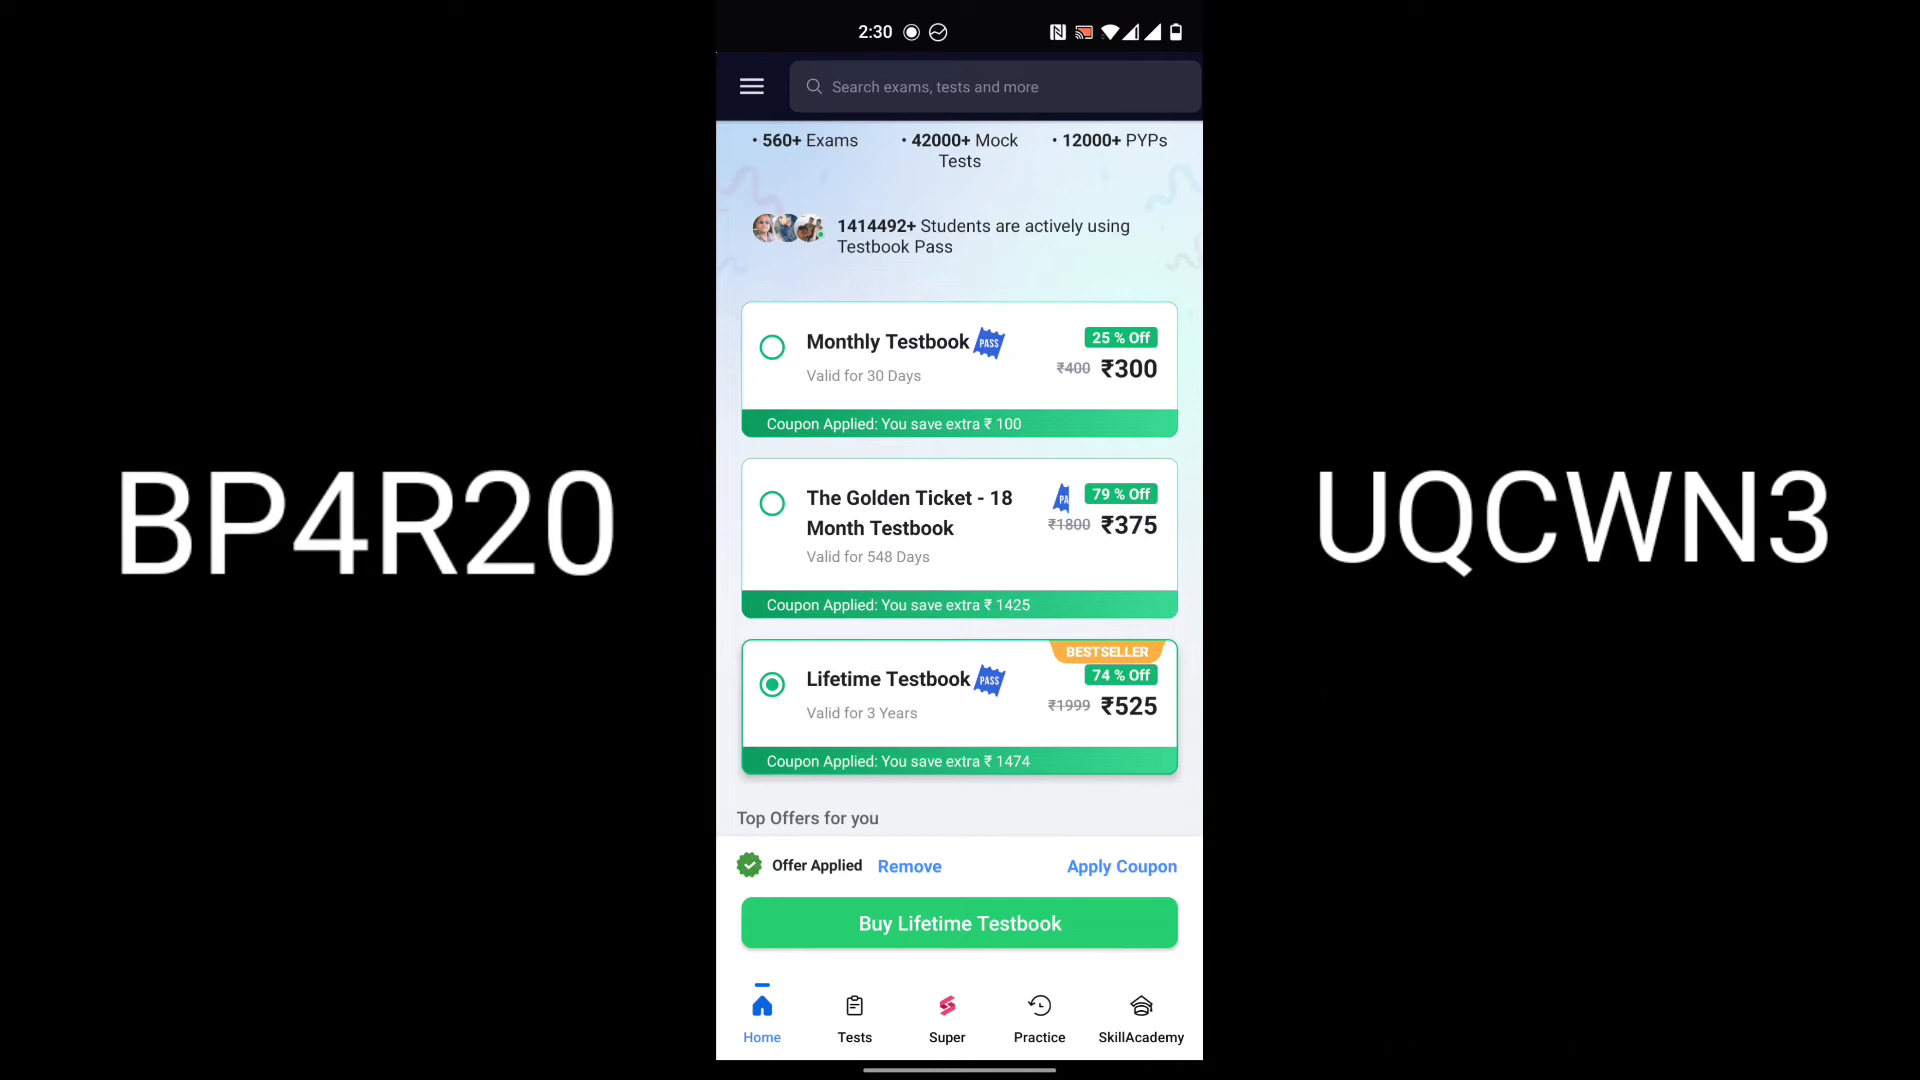 2:30
Search exams, tests and more
• 560+ Exams
• 42000+ Mock Tests
• 12000+ PYPs
1414492+ Students are actively using
Testbook Pass
Monthly Testbook PASS
25 % Off
Valid for 30 Days
₹400 ₹300
Coupon Applied: You save extra ₹ 100
The Golden Ticket - 18
Month Testbook
PA
79 % Off
₹1800 ₹375
Valid for 548 Days
Coupon Applied: You save extra ₹ 1425
BESTSELLER
Lifetime Testbook PASS
74 % Off
Valid for 3 Years
₹1999 ₹525
Coupon Applied: You save extra ₹ 1474
Top Offers for you
Offer Applied Remove Apply Coupon
Buy Lifetime Testbook
Home Tests Super Practice SkillAcademy
BP4R20
UQCWN3